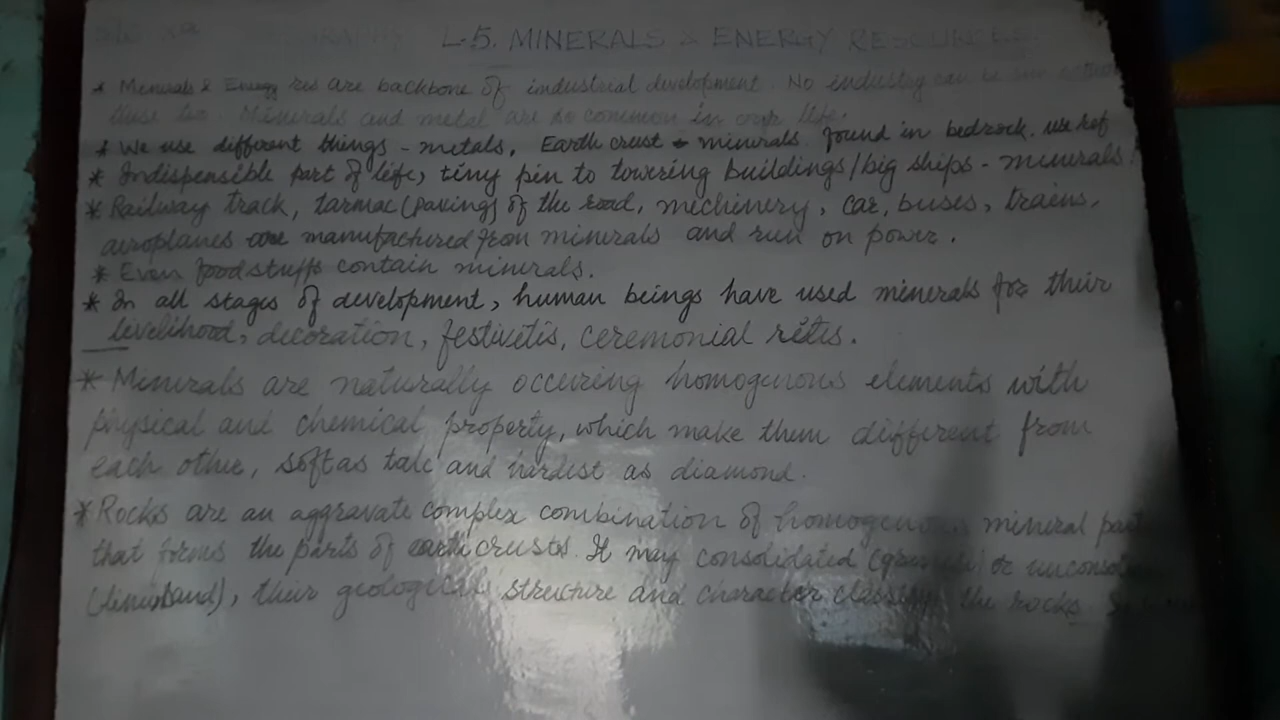 L-5. MINERALS & ENERGY RESOURCES
* Minerals & Energy res are backbone of industrial development. No industry can be
Minerals and metal are so common in our life.
* We use different things - metals, Earth crust - minerals found in bedrock.
* Indispensible part of life, tiny pin to towering buildings/big ships - minerals
* Railway track, tarmac (paving) of the road, mechinery, car, buses, trains,
aeroplanes are manufactured from minerals and run on power.
* Even foodstuffs contain minerals.
* In all stages of development, human beings have used minerals for their
livelihood, decoration, festivetis, ceremonial rites.
* Minerals are naturally occuring homogenous elements with
physical and chemical property, which make them different from
each other, soft as talc and hardest as diamond.
* Rocks are an aggravate complex combination of homogenous mineral
that forms the parts of earth crusts. It may consolidated or
their geological structure and character the rocks